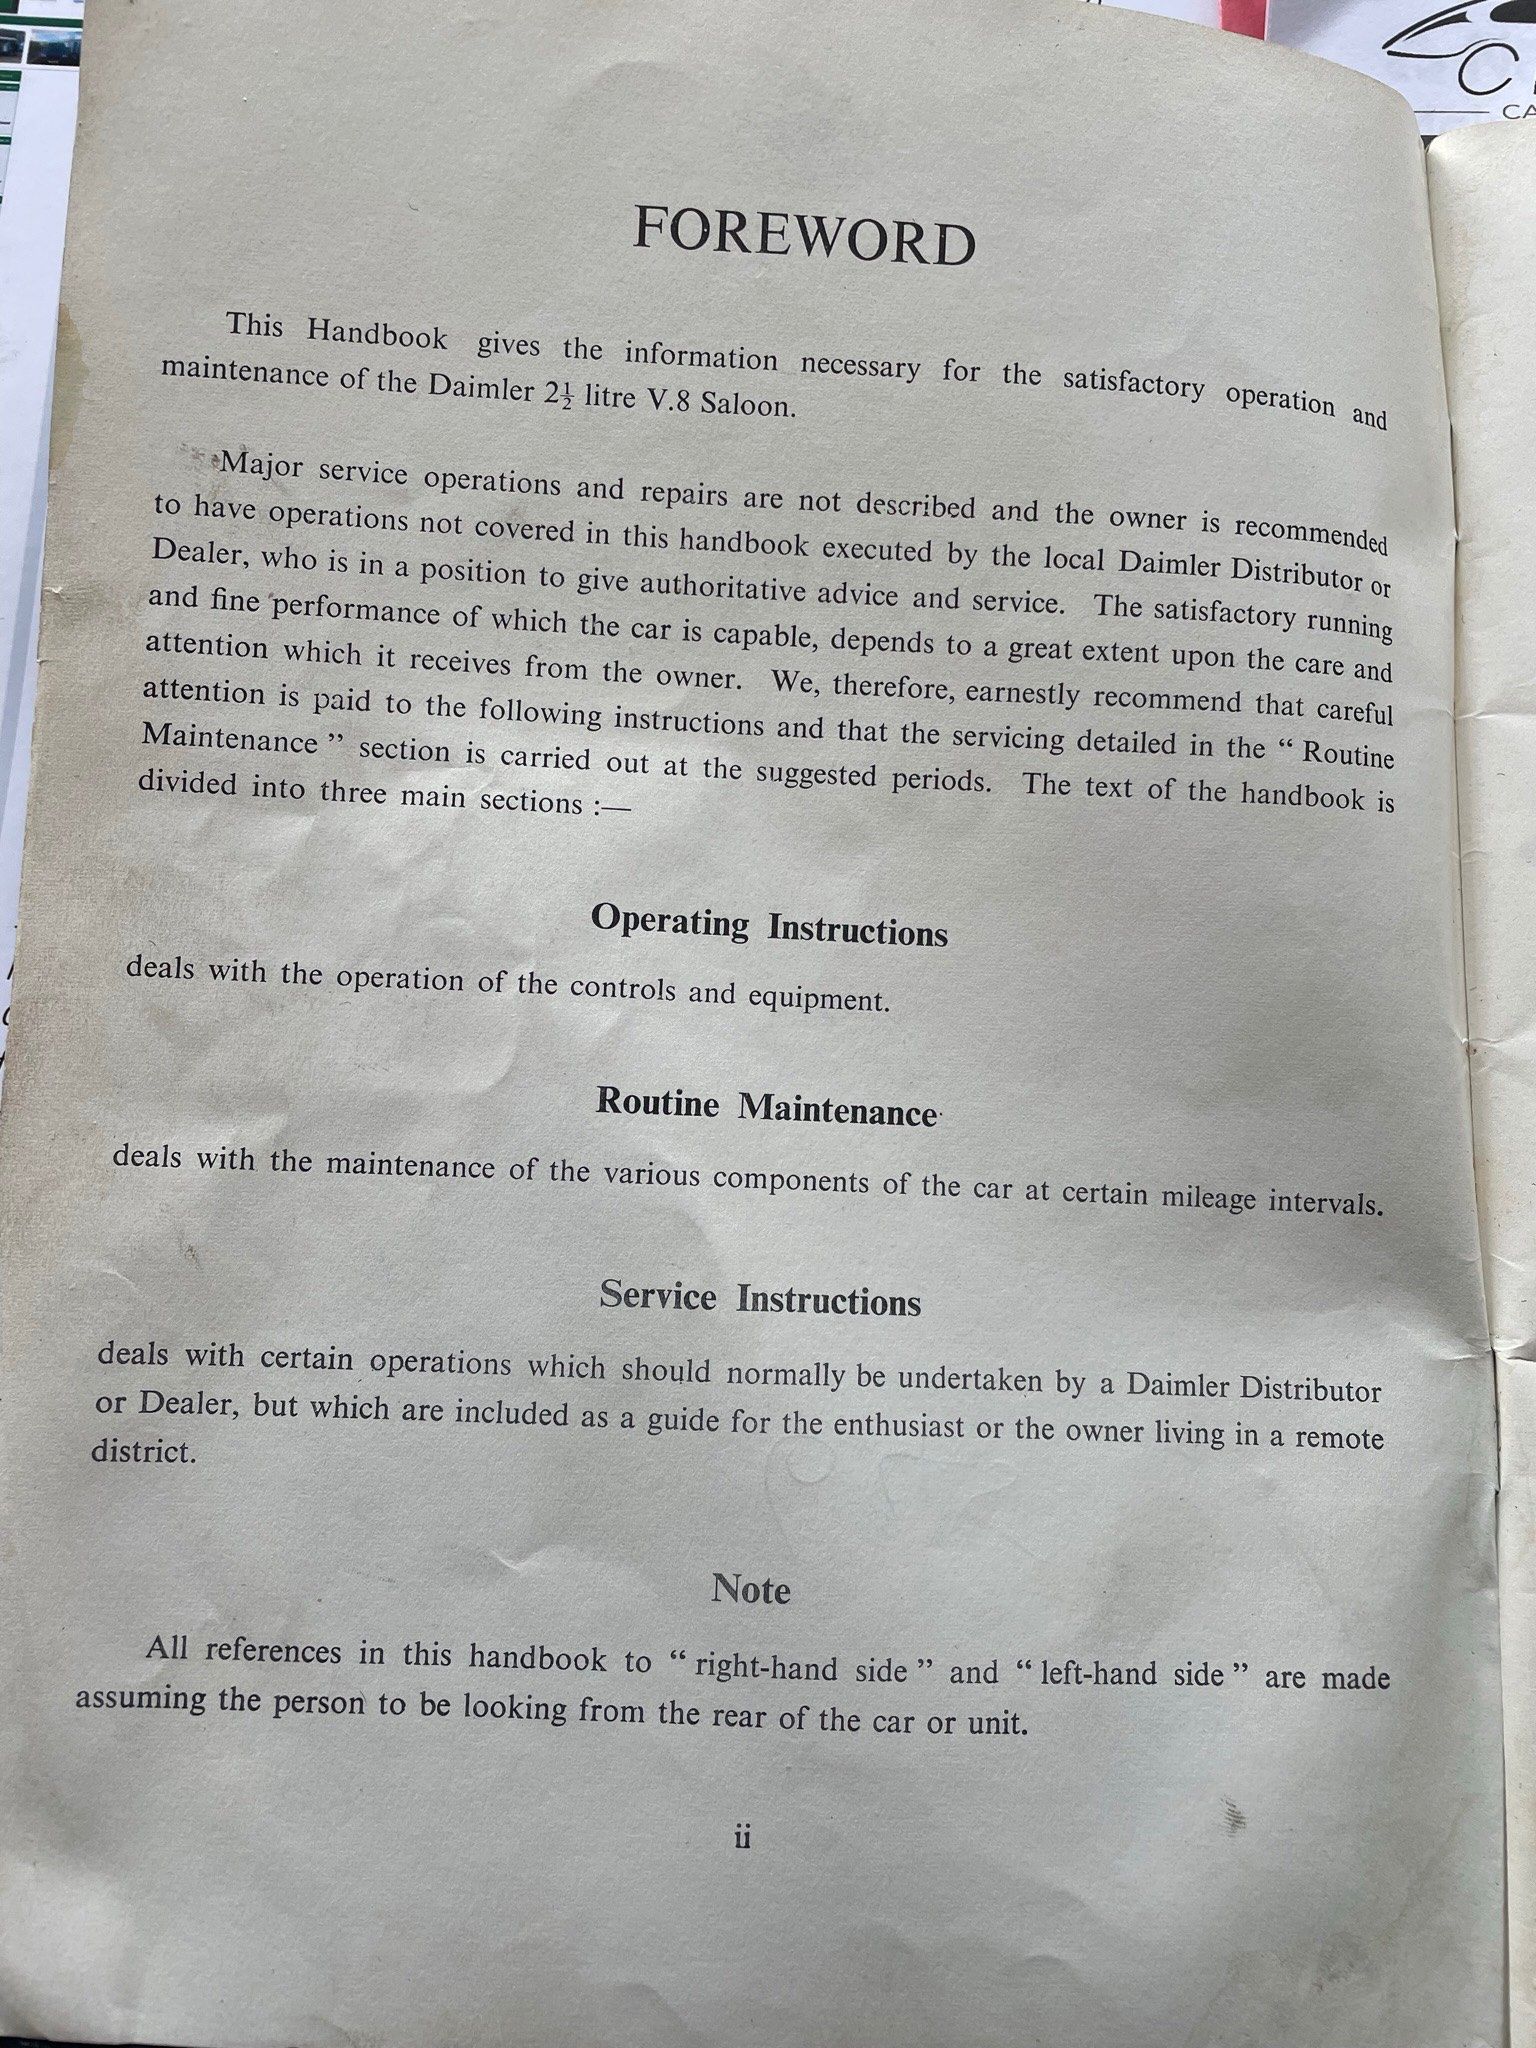 FOREWORD
This Handbook gives the information necessary for the satisfactory operation and
maintenance of the Daimler 2½ litre V.8 Saloon.
Major service operations and repairs are not described and the owner is recommended
to have operations not covered in this handbook executed by the local Daimler Distributor or
Dealer, who is in a position to give authoritative advice and service. The satisfactory running
and fine performance of which the car is capable, depends to a great extent upon the care and
attention which it receives from the owner. We, therefore, earnestly recommend that careful
attention is paid to the following instructions and that the servicing detailed in the “ Routine
Maintenance ” section is carried out at the suggested periods. The text of the handbook is
divided into three main sections :—
Operating Instructions
deals with the operation of the controls and equipment.
Routine Maintenance
deals with the maintenance of the various components of the car at certain mileage intervals.
Service Instructions
deals with certain operations which should normally be undertaken by a Daimler Distributor
or Dealer, but which are included as a guide for the enthusiast or the owner living in a remote
district.
Note
All references in this handbook to “ right-hand side ” and “ left-hand side ” are made
assuming the person to be looking from the rear of the car or unit.
ii